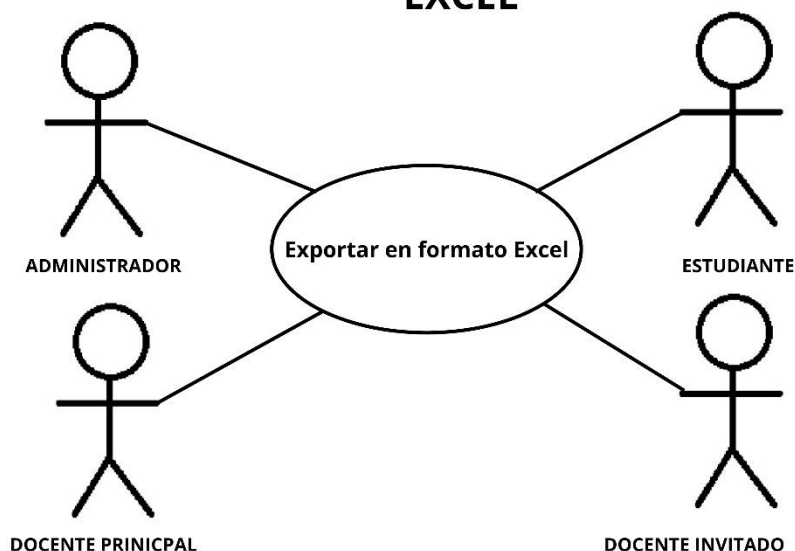 EXCEL
Exportar en formato Excel
ADMINISTRADOR
ESTUDIANTE
DOCENTE PRINICPAL
DOCENTE INVITADO